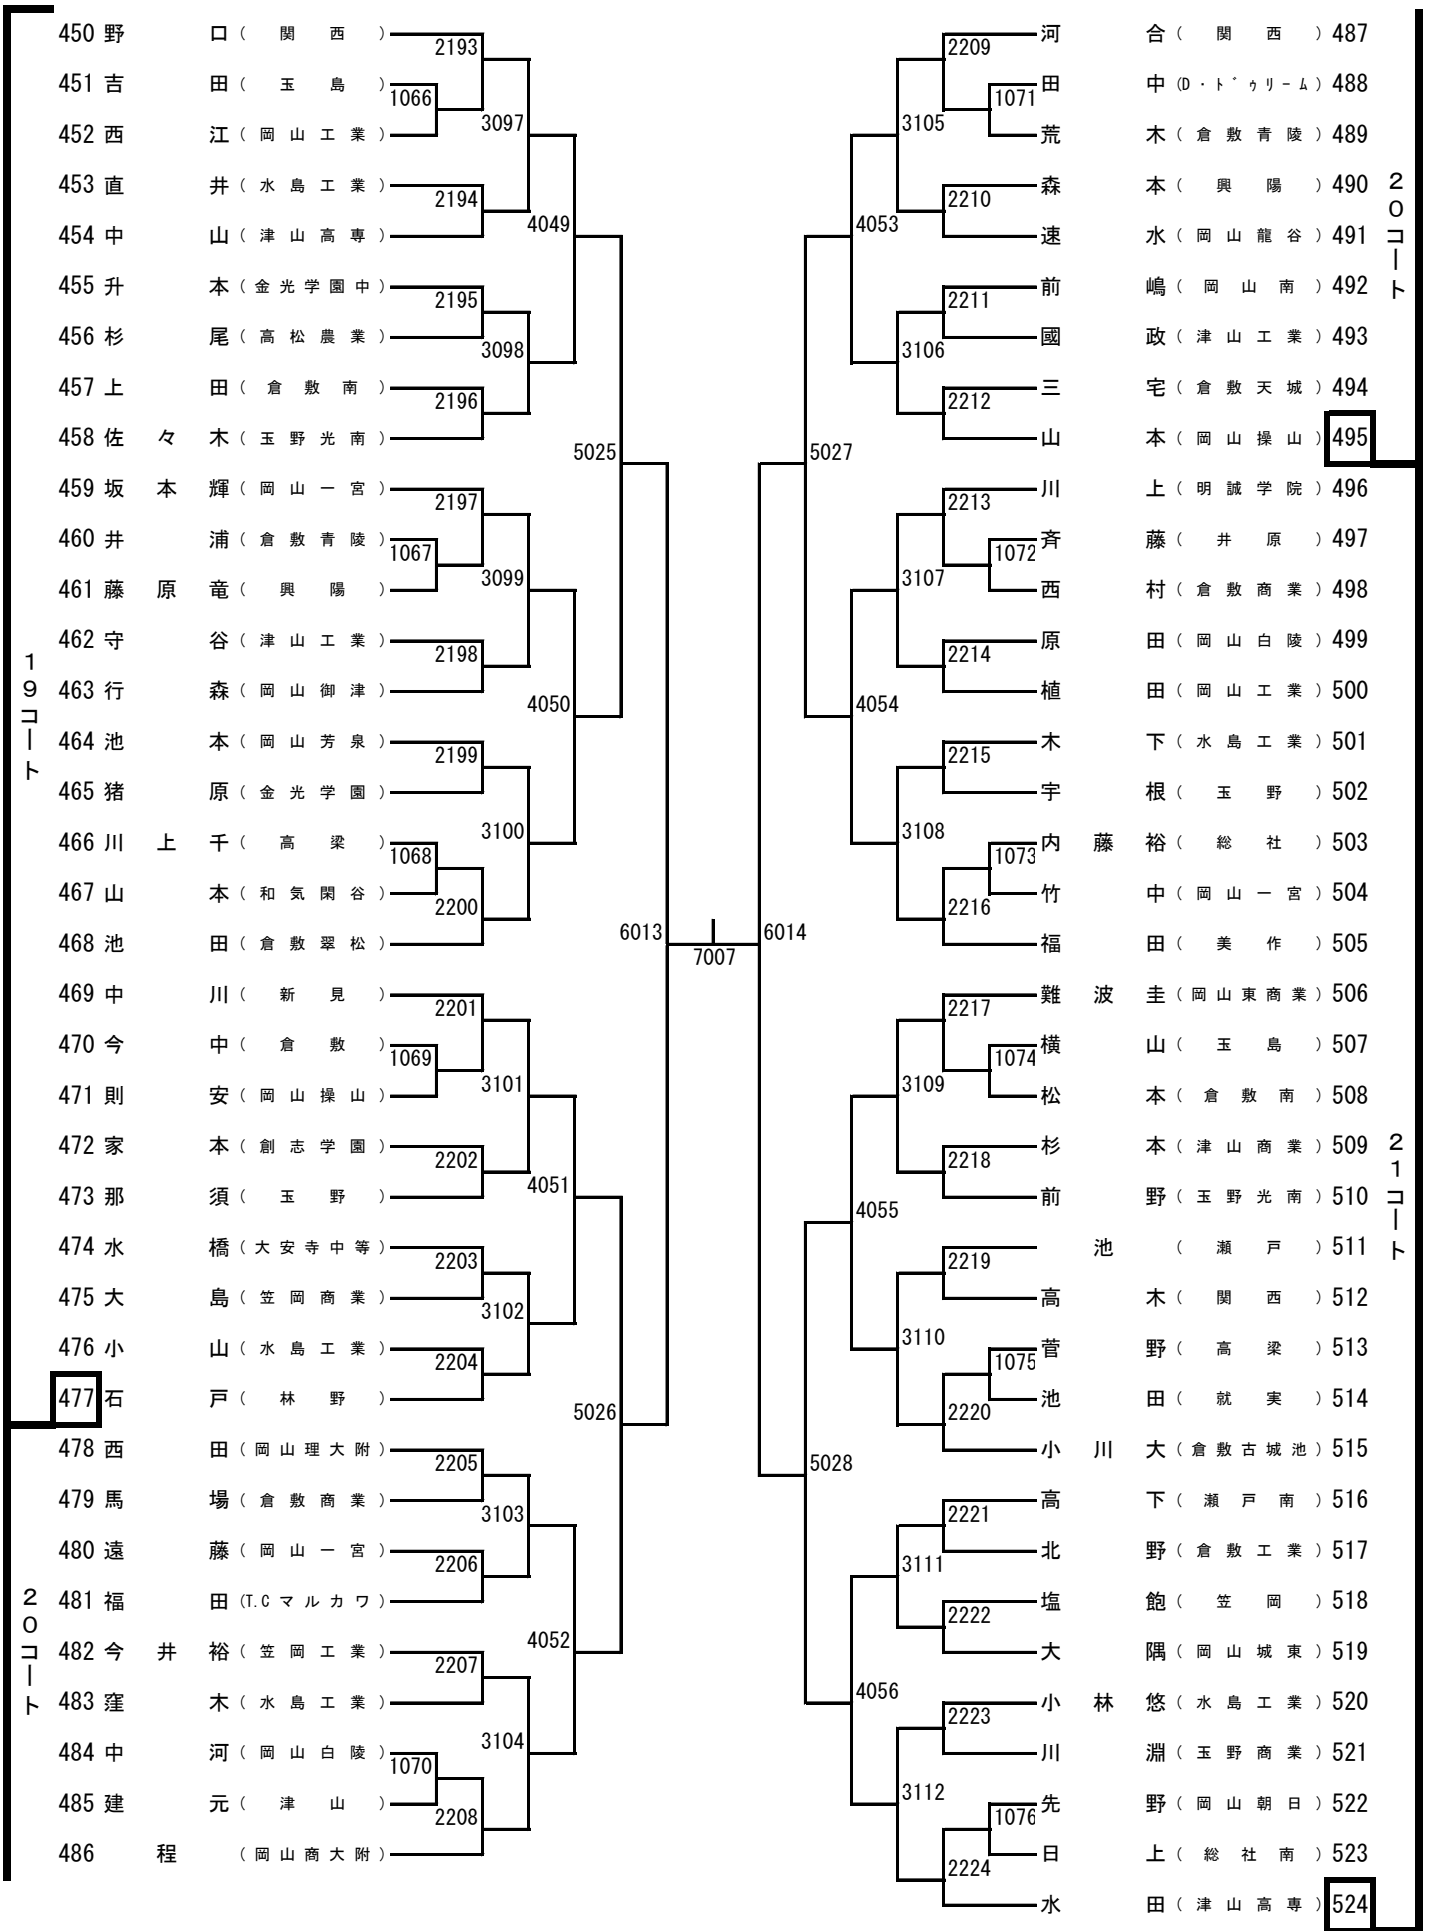 450 野口（関西）
451 吉田（玉島）
452 西江（岡山工業）
453 直井（水島工業）
454 中山（津山高専）
455 升本（金光学園中）
456 杉尾（高松農業）
457 上田（倉敷南）
458 佐々木（玉野光南）
459 坂本輝（岡山一宮）
460 井浦（倉敷青陵）
461 藤原竜（興陽）
462 守谷（津山工業）
463 行森（岡山御津）
464 池本（岡山芳泉）
465 猪原（金光学園）
466 川上千（高梁）
467 山本（和気閑谷）
468 池田（倉敷翠松）
469 中川（新見）
470 今中（倉敷）
471 則安（岡山操山）
472 家本（創志学園）
473 那須（玉野）
474 水橋（大安寺中等）
475 大島（笠岡商業）
476 小山（水島工業）
477 石戸（林野）
478 西田（岡山理大附）
479 馬場（倉敷商業）
480 遠藤（岡山一宮）
481 福田（T.Cマルカワ）
482 今井裕（笠岡工業）
483 窪木（水島工業）
484 中河（岡山白陵）
485 建元（津山）
486 程（岡山商大附）
19コート
20コート
1066
1067
1068
1069
1070
2193
2194
2195
2196
2197
2198
2199
2200
2201
2202
2203
2204
2205
2206
2207
2208
3097
3098
3099
3100
3101
3102
3103
3104
4049
4050
4051
4052
5025
5026
6013
7007
6014
5027
5028
4053
4054
4055
4056
3105
3106
3107
3108
3109
3110
3111
3112
2209
2210
2211
2212
2213
2214
2215
2216
2217
2218
2219
2220
2221
2222
2223
2224
1071
1072
1073
1074
1075
1076
河合（関西）487
田中（D・ドゥリーム）488
荒木（倉敷青陵）489
森本（興陽）490
速水（岡山龍谷）491
前嶋（岡山南）492
國政（津山工業）493
三宅（倉敷天城）494
山本（岡山操山）495
川上（明誠学院）496
斉藤（井原）497
西村（倉敷商業）498
原田（岡山白陵）499
植田（岡山工業）500
木下（水島工業）501
宇根（玉野）502
内藤裕（総社）503
竹中（岡山一宮）504
福田（美作）505
難波圭（岡山東商業）506
横山（玉島）507
松本（倉敷南）508
杉本（津山商業）509
前野（玉野光南）510
池（瀬戸）511
高木（関西）512
菅野（高梁）513
池田（就実）514
小川大（倉敷古城池）515
高下（瀬戸南）516
北野（倉敷工業）517
塩飽（笠岡）518
大隅（岡山城東）519
小林悠（水島工業）520
川淵（玉野商業）521
先野（岡山朝日）522
日上（総社南）523
水田（津山高専）524
20コート
21コート